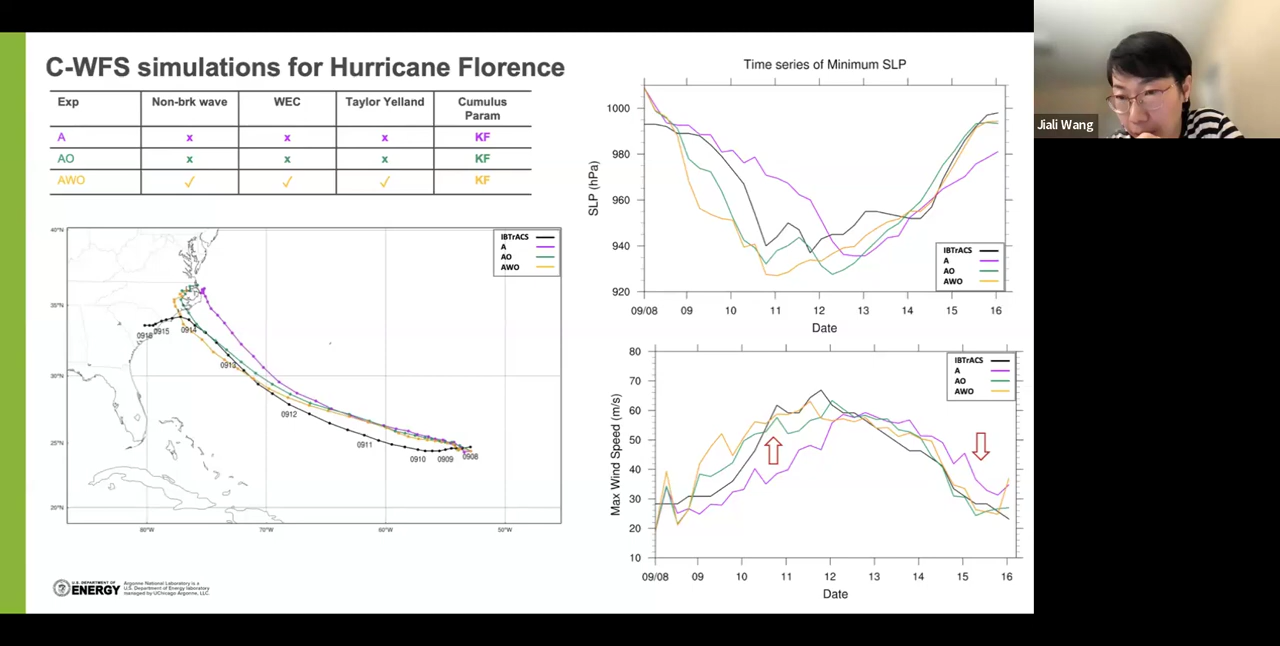 C-WFS simulations for Hurricane Florence
Exp Non-brk wave WEC Taylor Yelland Cumulus Param
A x x x KF
AO x x x KF
AWO ✓ ✓ ✓ KF
40°N
35°N
30°N
25°N
20°N
80°W 70°W 60°W 50°W
IBTrACS
A
AO
AWO
0916 0915 0914
0913
0912
0911
0910 0909 0908
U.S. DEPARTMENT OF
ENERGY
Argonne National Laboratory is a
U.S. Department of Energy laboratory
managed by UChicago Argonne, LLC.
Time series of Minimum SLP
SLP (hPa)
1000
980
960
940
920
09/08 09 10 11 12 13 14 15 16
Date
IBTrACS
A
AO
AWO
Max Wind Speed (m/s)
80
70
60
50
40
30
20
10
09/08 09 10 11 12 13 14 15 16
Date
IBTrACS
A
AO
AWO
Jiali Wang